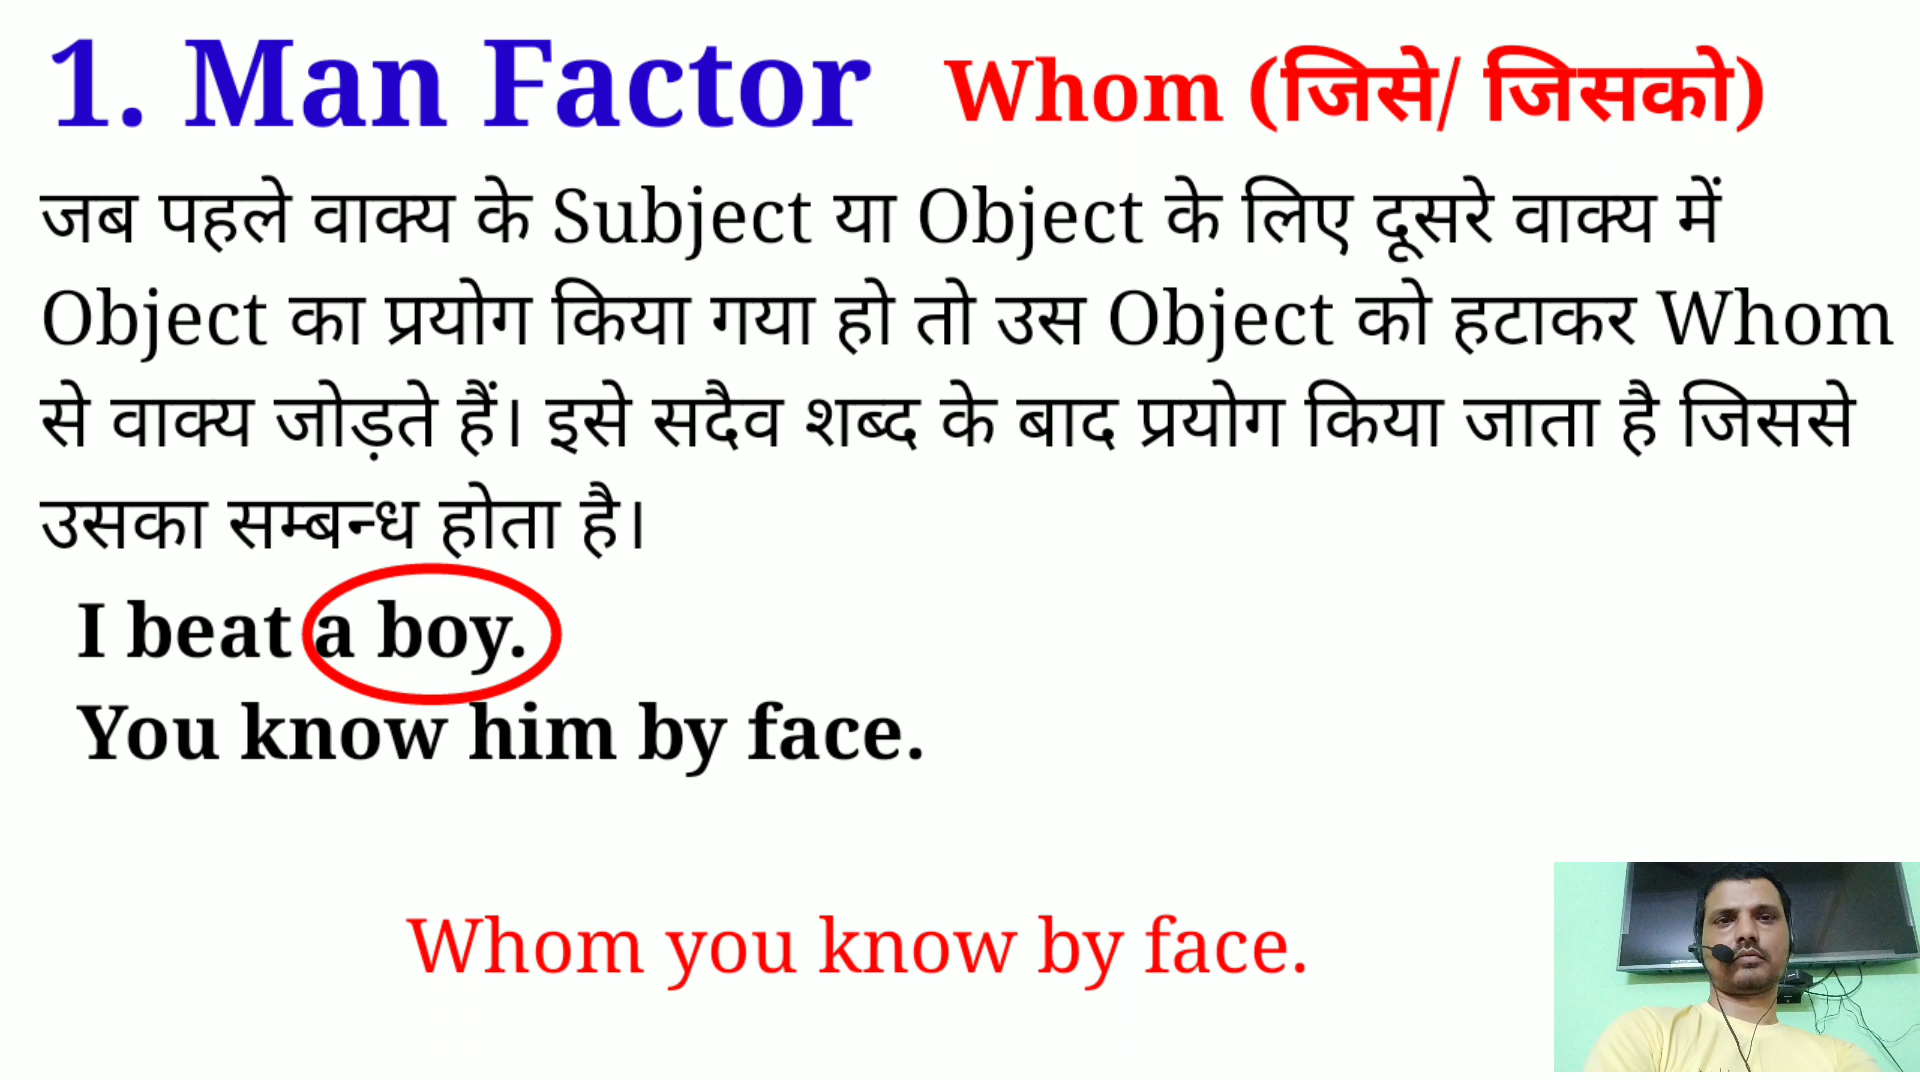 1. Man Factor Whom (जिसे/ जिसको)
जब पहले वाक्य के Subject या Object के लिए दूसरे वाक्य में
Object का प्रयोग किया गया हो तो उस Object को हटाकर Whom
से वाक्य जोड़ते हैं। इसे सदैव शब्द के बाद प्रयोग किया जाता है जिससे
उसका सम्बन्ध होता है।
I beat a boy.
You know him by face.
Whom you know by face.